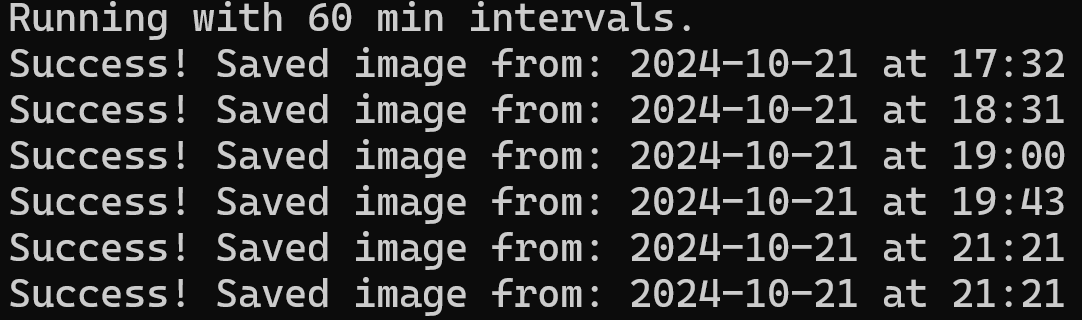 Running with 60 min intervals.
Success! Saved image from: 2024-10-21 at 17:32
Success! Saved image from: 2024-10-21 at 18:31
Success! Saved image from: 2024-10-21 at 19:00
Success! Saved image from: 2024-10-21 at 19:43
Success! Saved image from: 2024-10-21 at 21:21
Success! Saved image from: 2024-10-21 at 21:21